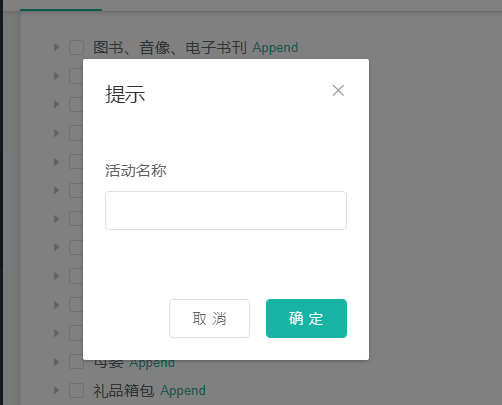 图书、音像、电子书刊 Append
提示
活动名称
取 消
确 定
母婴 Append
礼品箱包 Append